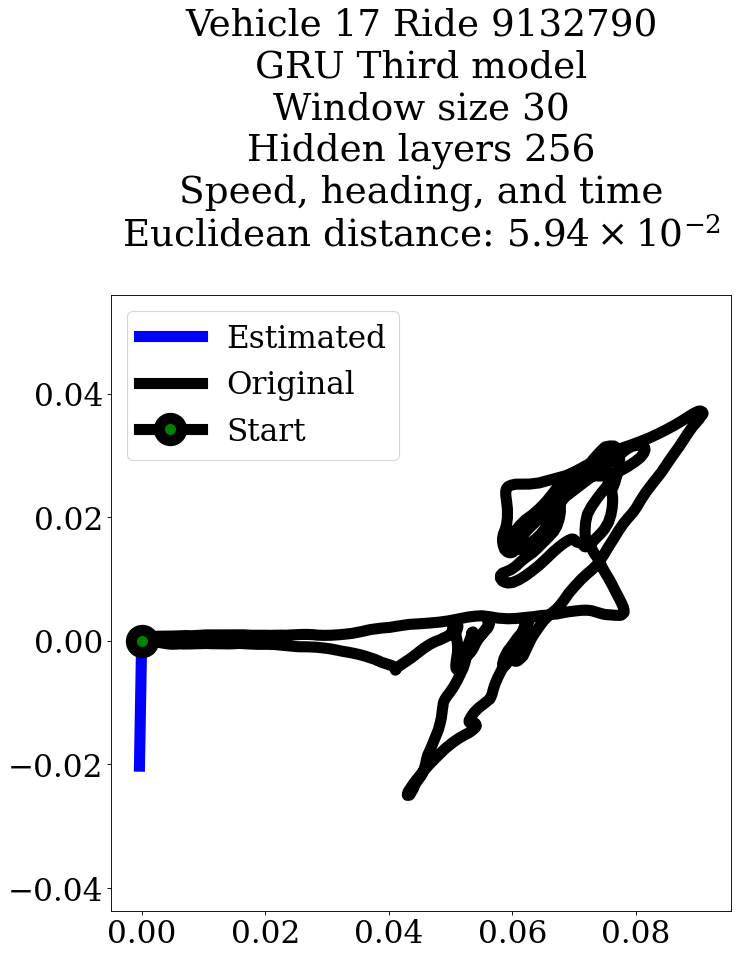 Vehicle 17 Ride 9132790
GRU Third model
Window size 30
Hidden layers 256
Speed, heading, and time
Euclidean distance: 5.94 × 10⁻²
Estimated
Original
Start
0.04
0.02
0.00
−0.02
−0.04
0.00 0.02 0.04 0.06 0.08